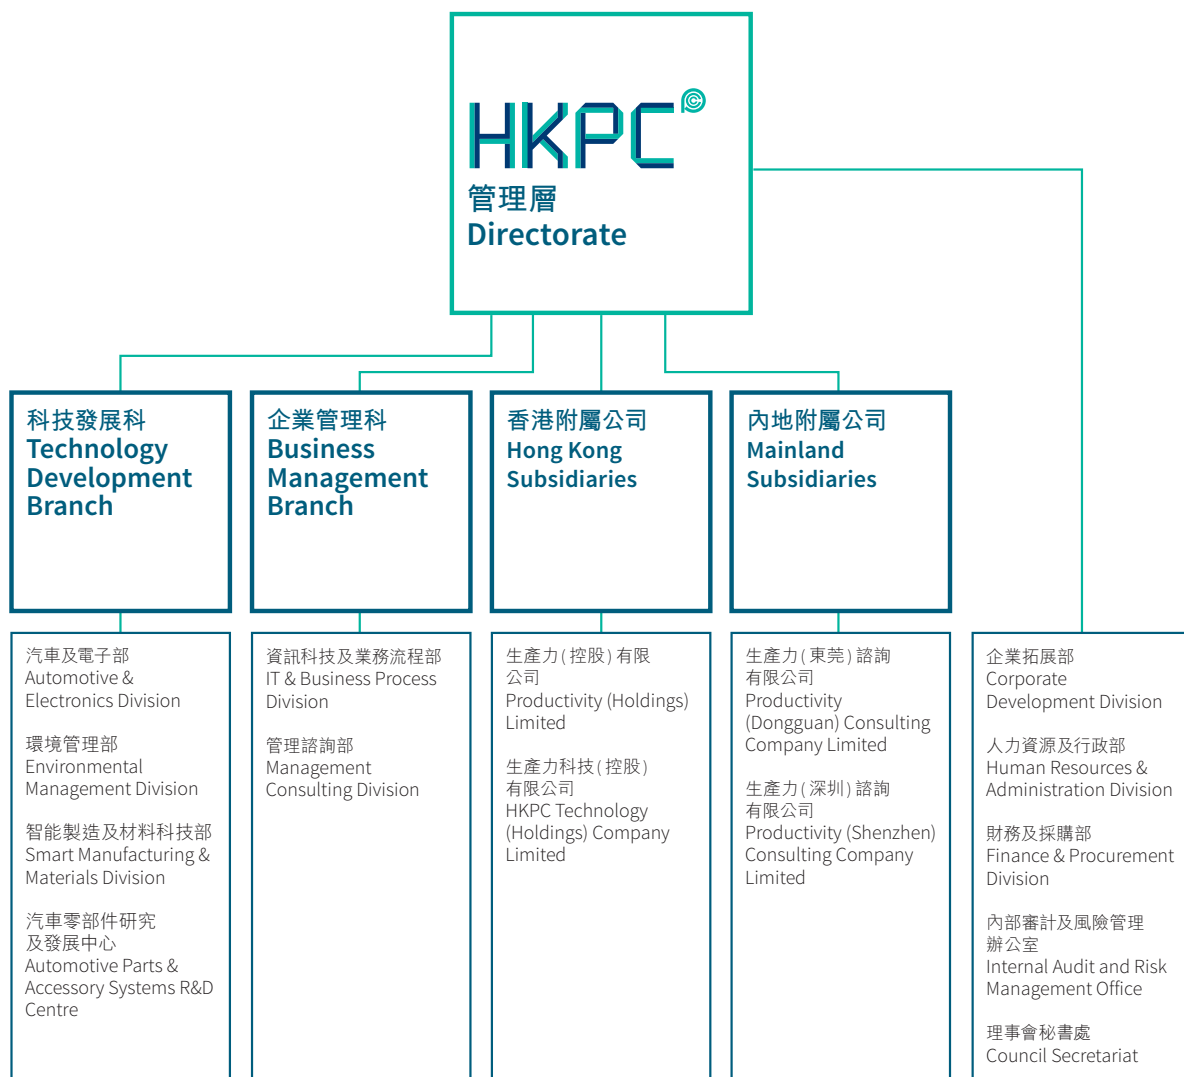 HKPC
管理層
Directorate
科技發展科
Technology
Development
Branch
企業管理科
Business
Management
Branch
香港附屬公司
Hong Kong
Subsidiaries
內地附屬公司
Mainland
Subsidiaries
汽車及電子部
Automotive &
Electronics Division
環境管理部
Environmental
Management Division
智能製造及材料科技部
Smart Manufacturing &
Materials Division
汽車零部件研究
及發展中心
Automotive Parts &
Accessory Systems R&D
Centre
資訊科技及業務流程部
IT & Business Process
Division
管理諮詢部
Management
Consulting Division
生產力(控股)有限
公司
Productivity (Holdings)
Limited
生產力科技(控股)
有限公司
HKPC Technology
(Holdings) Company
Limited
生產力(東莞)諮詢
有限公司
Productivity
(Dongguan) Consulting
Company Limited
生產力(深圳)諮詢
有限公司
Productivity (Shenzhen)
Consulting Company
Limited
企業拓展部
Corporate
Development Division
人力資源及行政部
Human Resources &
Administration Division
財務及採購部
Finance & Procurement
Division
內部審計及風險管理
辦公室
Internal Audit and Risk
Management Office
理事會秘書處
Council Secretariat